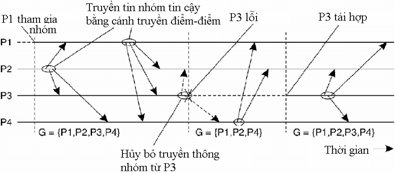 P1 tham gia
nhóm
Truyền tin nhóm tin cậy
bằng cánh truyền điểm-điểm
P3 lỗi
P3 tái hợp
P1
P2
P3
P4
G = {P1,P2,P3,P4}
G = {P1,P2,P4}
G = {P1,P2,P3,P4}
Hủy bỏ truyền thông
nhóm từ P3
Thời gian